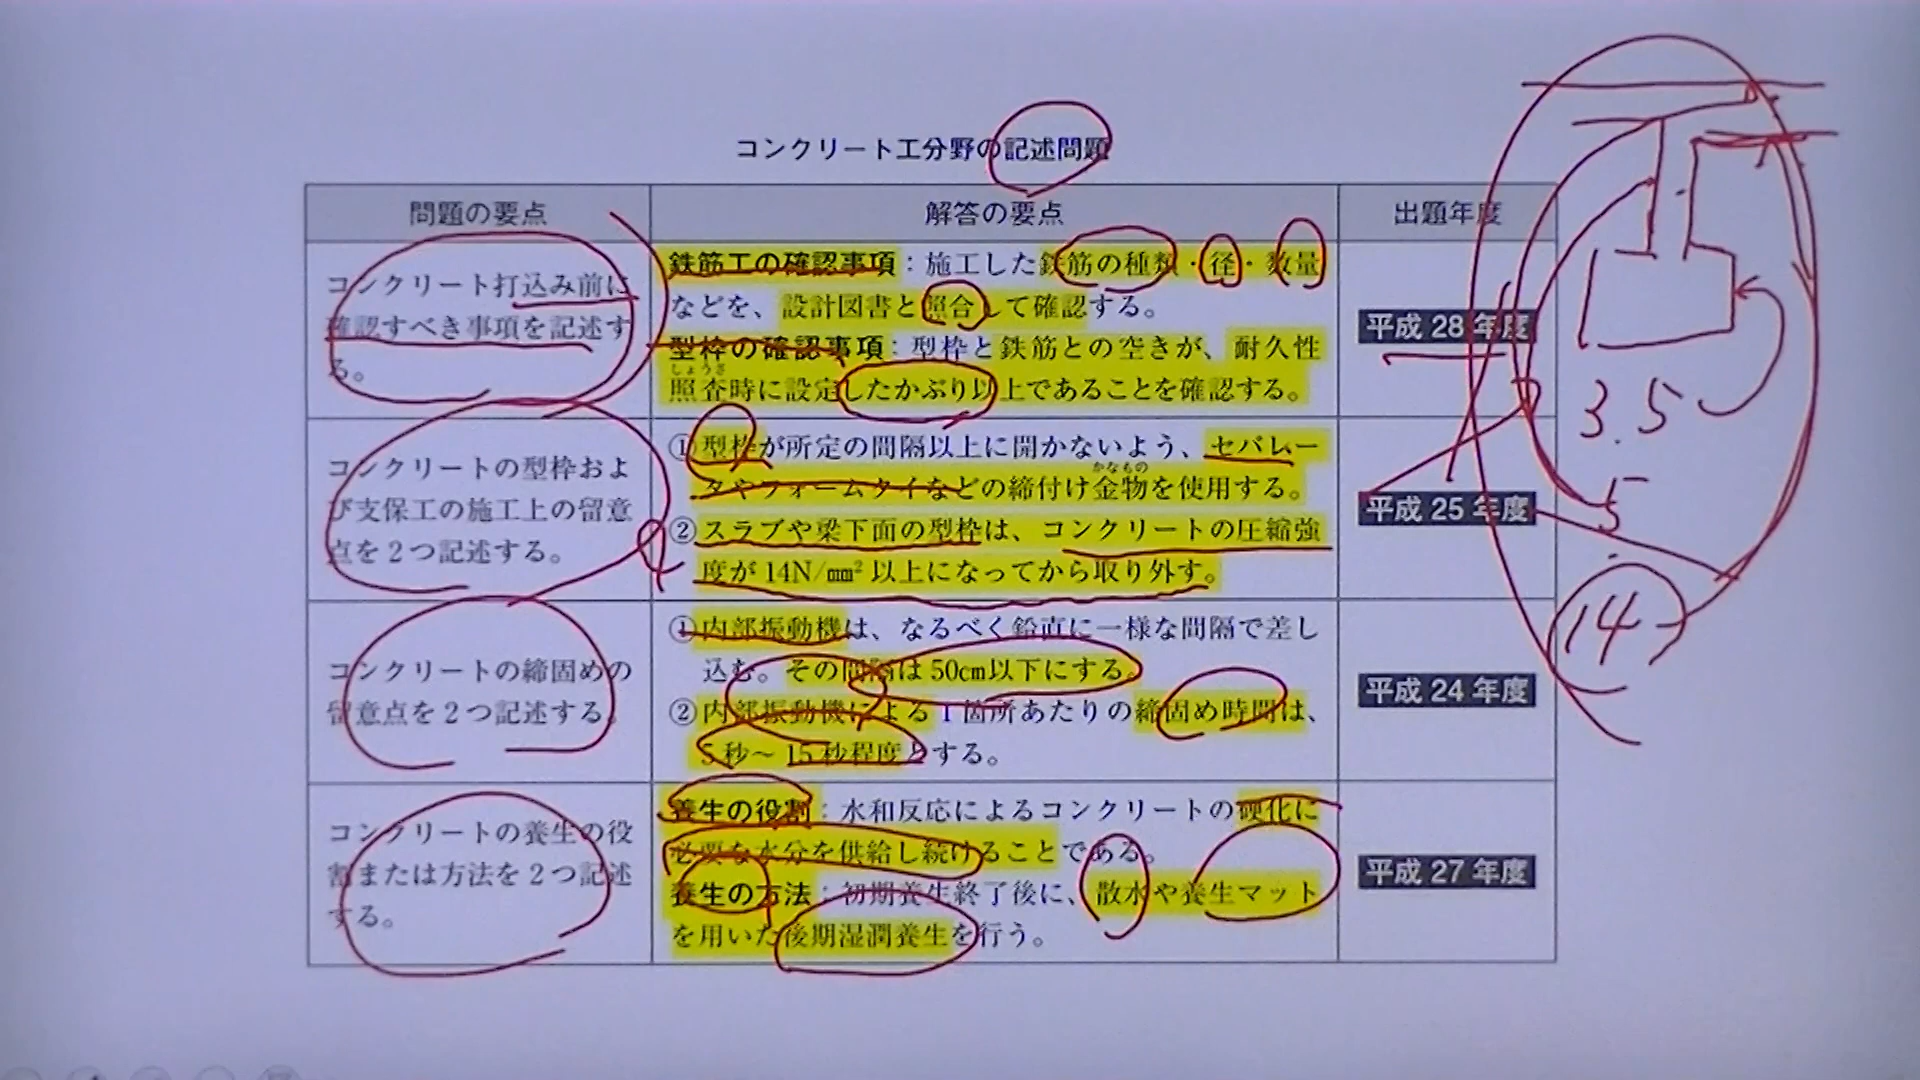 コンクリート工分野の記述問題
問題の要点
解答の要点
出題年度
コンクリート打込み前に
確認すべき事項を記述す
る。
鉄筋工の確認事項：施工した鉄筋の種類・径・数量
などを、設計図書と照合して確認する。
型枠の確認事項：型枠と鉄筋との空きが、耐久性
しょうさ
照査時に設定したかぶり以上であることを確認する。
平成 28 年度
コンクリートの型枠およ
び支保工の施工上の留意
点を２つ記述する。
①型枠が所定の間隔以上に開かないよう、セパレー
タやフォームタイなどの締付け金物を使用する。
かなもの
②スラブや梁下面の型枠は、コンクリートの圧縮強
度が 14N/mm² 以上になってから取り外す。
平成 25 年度
コンクリートの締固めの
留意点を２つ記述する。
①内部振動機は、なるべく鉛直に一様な間隔で差し
込む。その間隔は 50cm以下にする。
②内部振動機による１箇所あたりの締固め時間は、
5 秒～ 15 秒程度とする。
平成 24 年度
コンクリートの養生の役
割または方法を２つ記述
する。
養生の役割：水和反応によるコンクリートの硬化に
必要な水分を供給し続けることである。
養生の方法：初期養生終了後に、散水や養生マット
を用いた後期湿潤養生を行う。
平成 27 年度
3.5
5
14